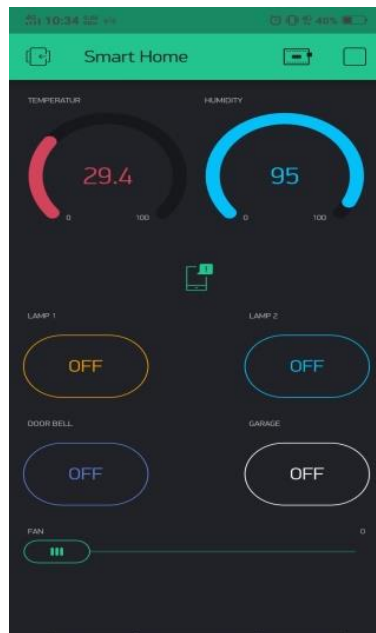 10:34
40%
Smart Home
TEMPERATUR HUMIDITY
29.4 95
0 100 0 100
LAMP 1 LAMP 2
OFF OFF
DOOR BELL GARAGE
OFF OFF
FAN 0